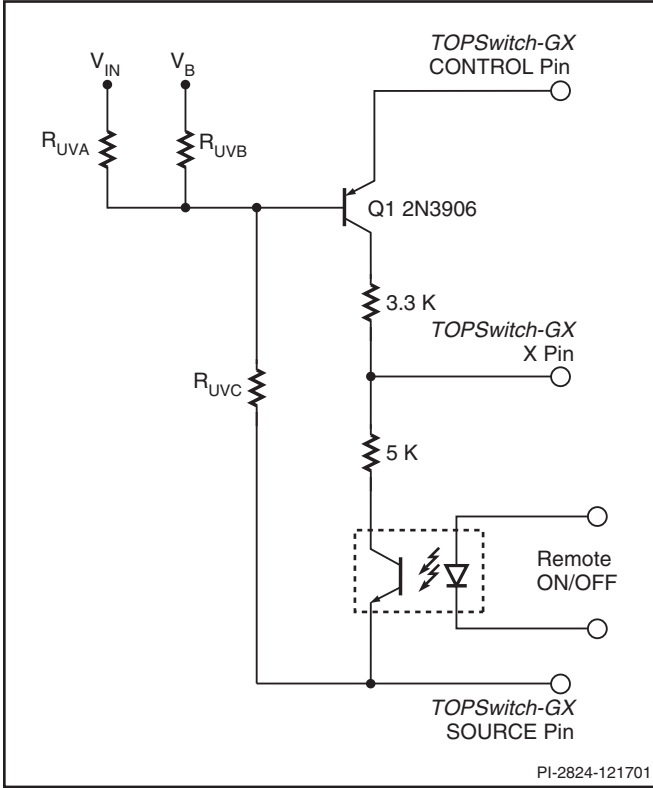 TOPSwitch-GX
CONTROL Pin
V_IN
V_B
R_UVA
R_UVB
Q1 2N3906
3.3 K
TOPSwitch-GX
X Pin
R_UVC
5 K
Remote
ON/OFF
TOPSwitch-GX
SOURCE Pin
PI-2824-121701